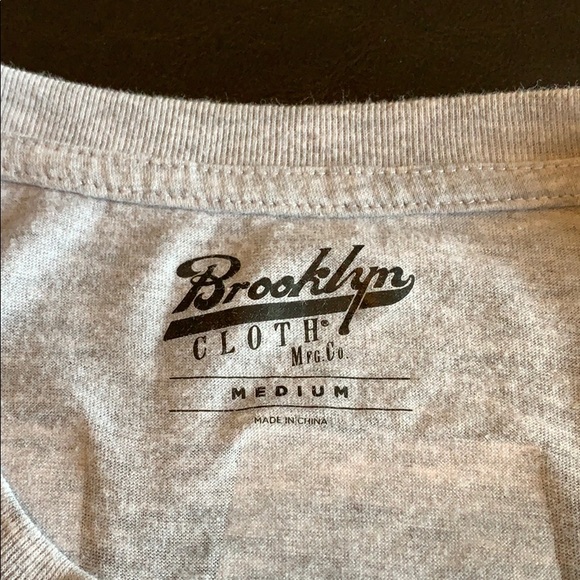 Brooklyn
CLOTH®
MFG. Co.
MEDIUM
MADE IN CHINA